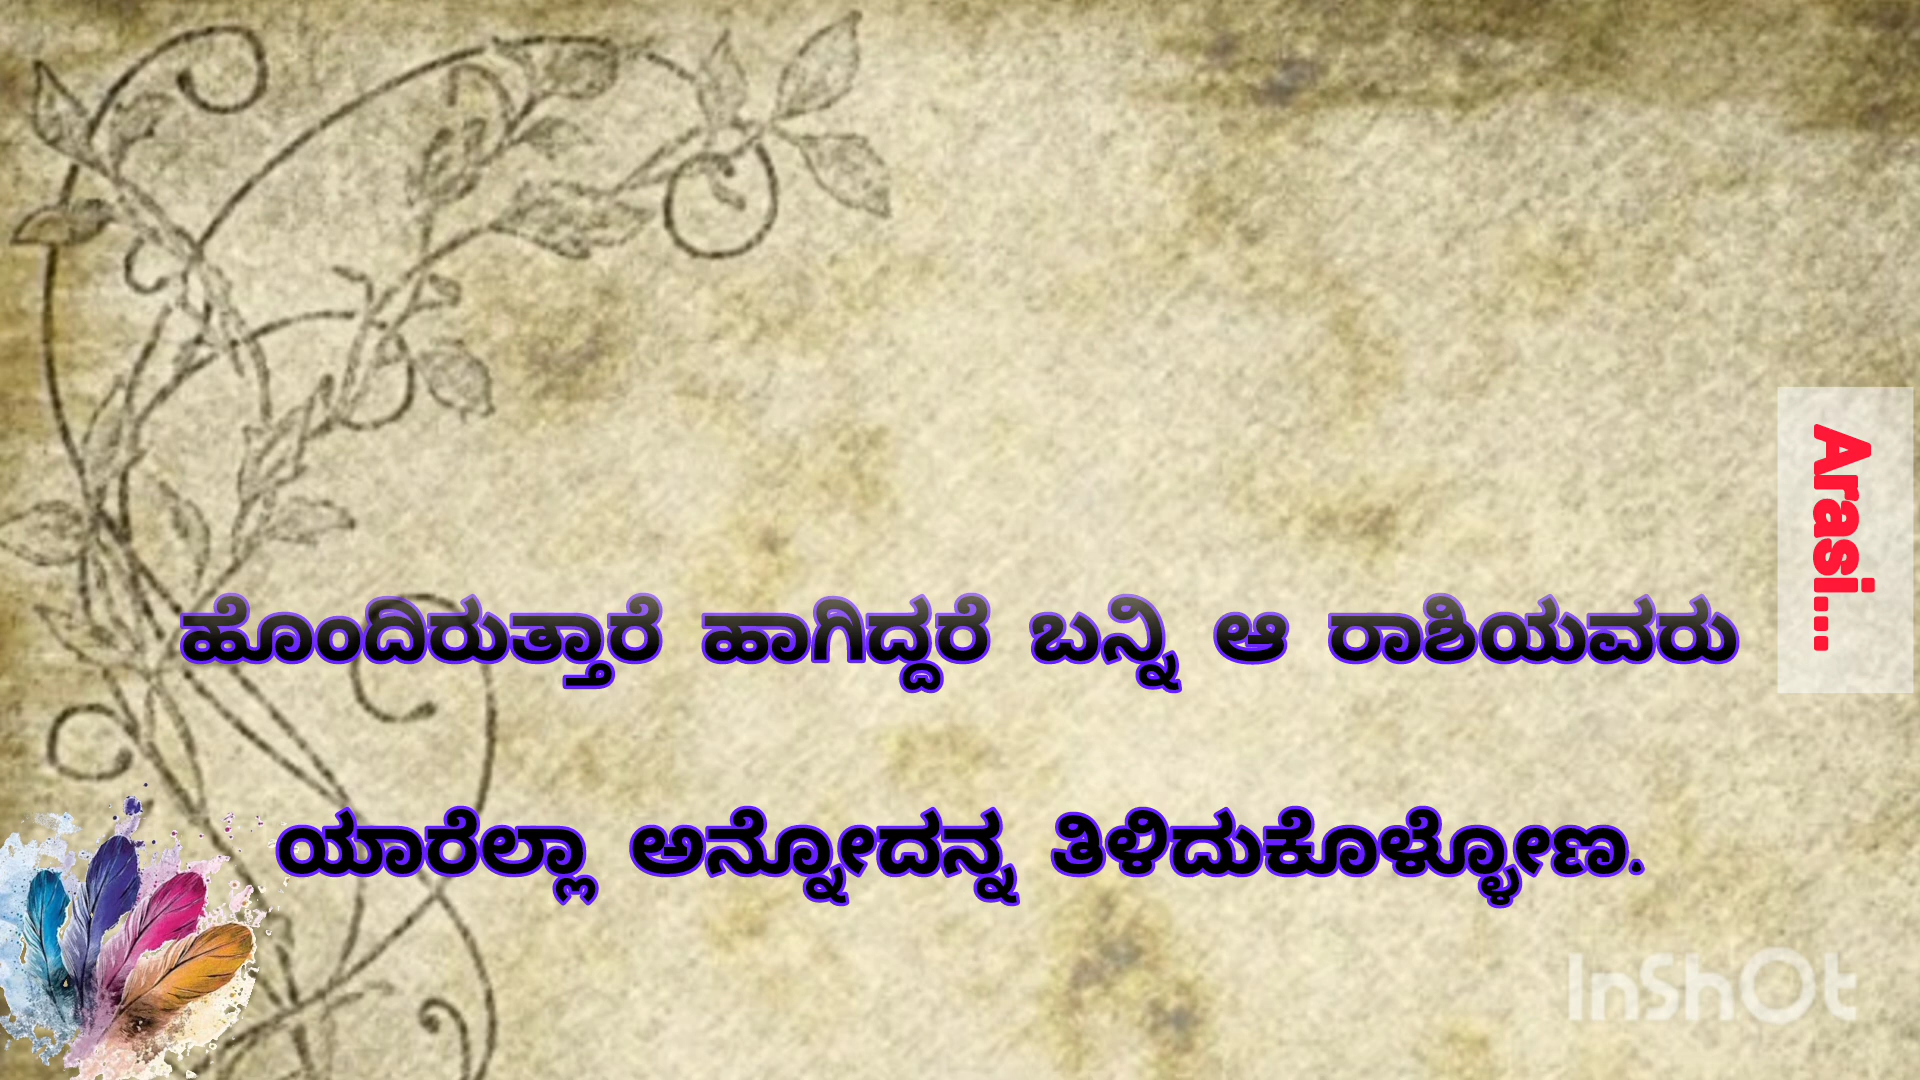 ಹೊಂದಿರುತ್ತಾರೆ ಹಾಗಿದ್ದರೆ ಬನ್ನಿ ಆ ರಾಶಿಯವರು
ಯಾರೆಲ್ಲಾ ಅನ್ನೋದನ್ನ ತಿಳಿದುಕೊಳ್ಳೋಣ.
Arasi...
InShOt